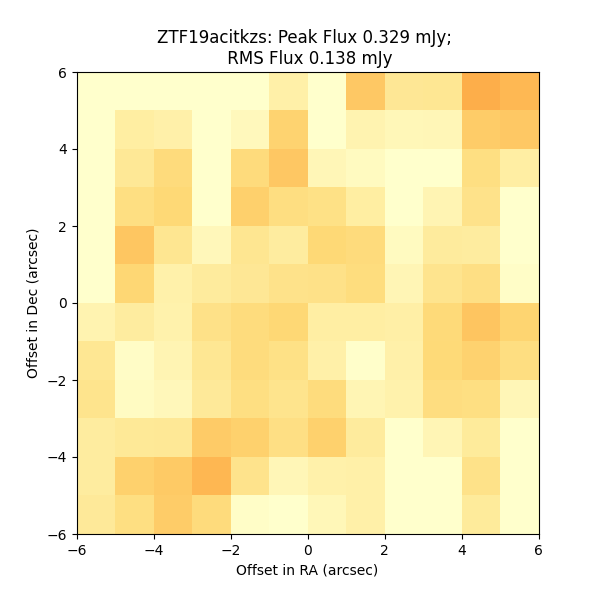 ZTF19acitkzs: Peak Flux 0.329 mJy;
RMS Flux 0.138 mJy
6
4
2
0
−2
−4
−6
Offset in Dec (arcsec)
−6 −4 −2 0 2 4 6
Offset in RA (arcsec)